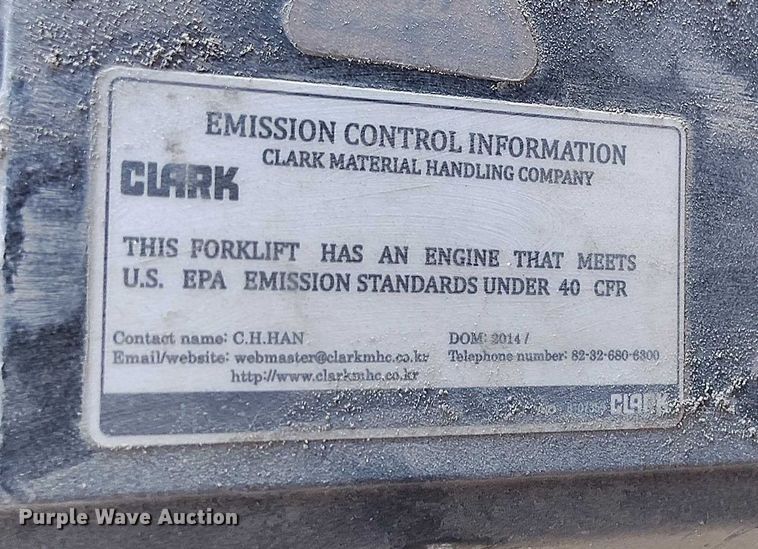 EMISSION CONTROL INFORMATION
CLARK MATERIAL HANDLING COMPANY
CLARK
THIS FORKLIFT HAS AN ENGINE THAT MEETS
U.S. EPA EMISSION STANDARDS UNDER 40 CFR
Contact name: C.H.HAN DOM: 2014 /
Email/website: webmaster@clarkmhc.co.kr Telephone number: 82-32-680-6300
http://www.clarkmhc.co.kr
CLARK
Purple Wave Auction